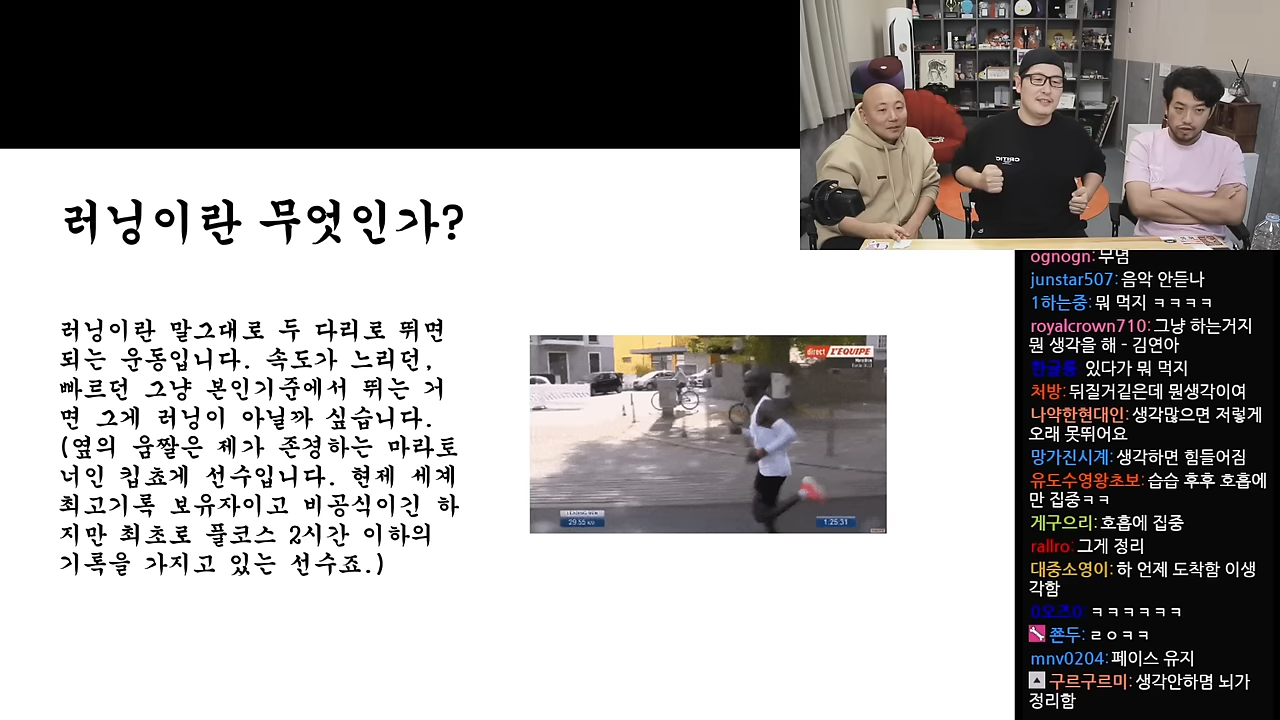 러닝이란 무엇인가?
러닝이란 말그대로 두 다리로 뛰면
되는 운동입니다. 속도가 느리던,
빠르던 그냥 본인기준에서 뛰는 거
면 그게 러닝이 아닐까 싶습니다.
(옆의 움짤은 제가 존경하는 마라토
너인 킵쵸게 선수입니다. 현재 세계
최고기록 보유자이고 비공식이긴 하
지만 최초로 풀코스 2시간 이하의
기록을 가지고 있는 선수죠.)
direct L'ÉQUIPE
29.55
1:25:31
CRITIC
ognogn: 무념
junstar507: 음악 안듣나
1하는중: 뭐 먹지 ㅋㅋㅋㅋ
royalcrown710: 그냥 하는거지
뭔 생각을 해 - 김연아
한글룡 있다가 뭐 먹지
처방: 뒤질거같은데 뭔생각이여
나약한현대인: 생각많으면 저렇게
오래 못뛰어요
망가진시계: 생각하면 힘들어짐
유도수영왕초보: 습습 후후 호흡에
만 집중ㅋㅋ
게구으리: 호흡에 집중
rallro: 그게 정리
대중소영이: 하 언제 도착함 이생
각함
0오즈0: ㅋㅋㅋㅋㅋㅋ
쫀두: ㄹㅇㅋㅋ
mnv0204: 페이스 유지
구르구르미: 생각안하몀 뇌가
정리함